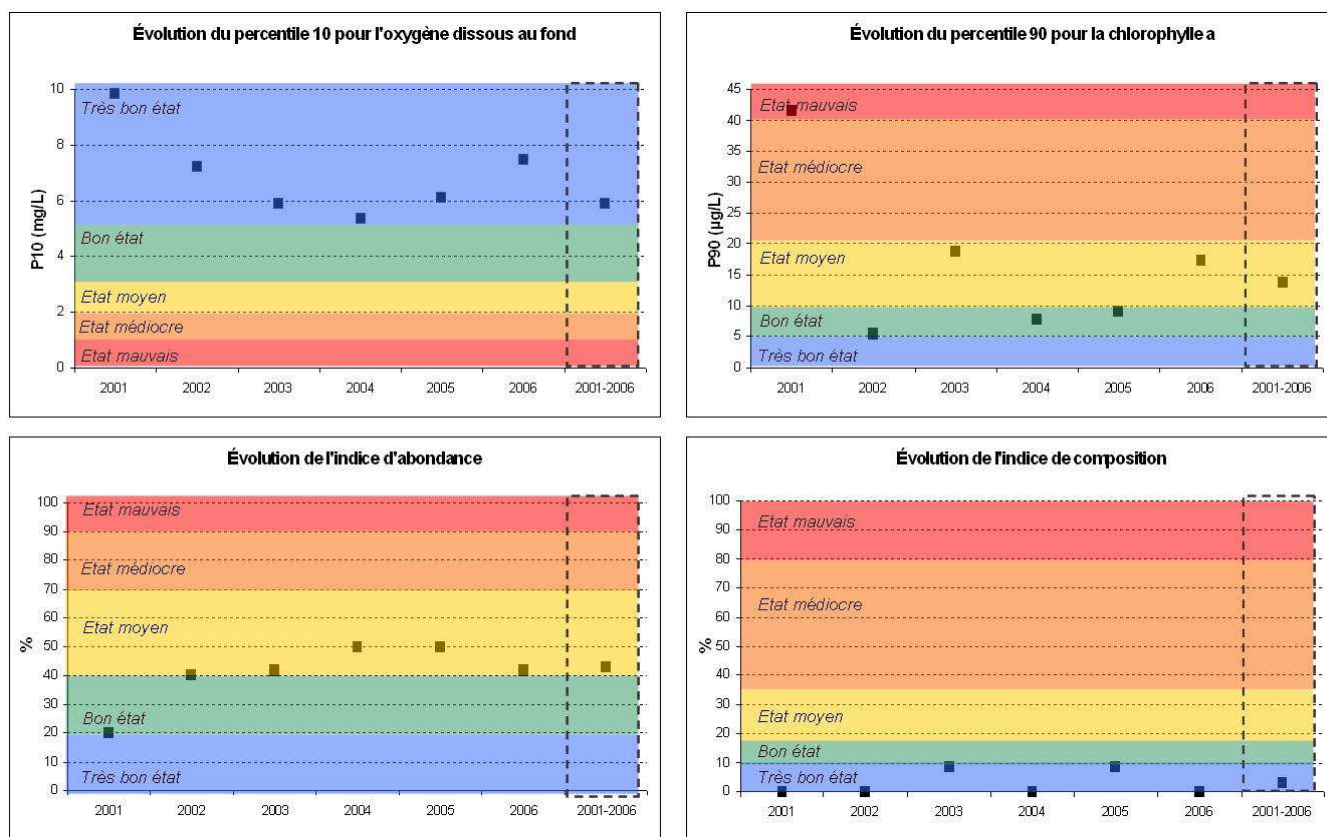 Évolution du percentile 10 pour l'oxygène dissous au fond
P10 (mg/L)
10
8
6
4
2
0
Très bon état
Bon état
Etat moyen
Etat médiocre
Etat mauvais
2001 2002 2003 2004 2005 2006 2001-2006
Évolution du percentile 90 pour la chlorophylle a
P90 (µg/L)
45
40
35
30
25
20
15
10
5
0
Etat mauvais
Etat médiocre
Etat moyen
Bon état
Très bon état
2001 2002 2003 2004 2005 2006 2001-2006
Évolution de l'indice d'abondance
%
100
90
80
70
60
50
40
30
20
10
0
Etat mauvais
Etat médiocre
Etat moyen
Bon état
Très bon état
2001 2002 2003 2004 2005 2006 2001-2006
Évolution de l'indice de composition
%
100
90
80
70
60
50
40
30
20
10
0
Etat mauvais
Etat médiocre
Etat moyen
Bon état
Très bon état
2001 2002 2003 2004 2005 2006 2001-2006